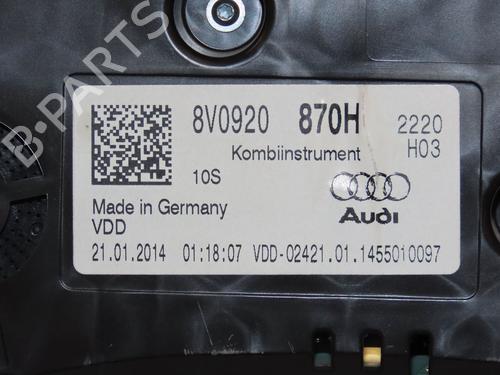 B-PARTS
8V0920 870H 2220
Kombiinstrument H03
10S
Made in Germany
VDD
Audi
21.01.2014 01:18:07 VDD-02421.01.1455010097